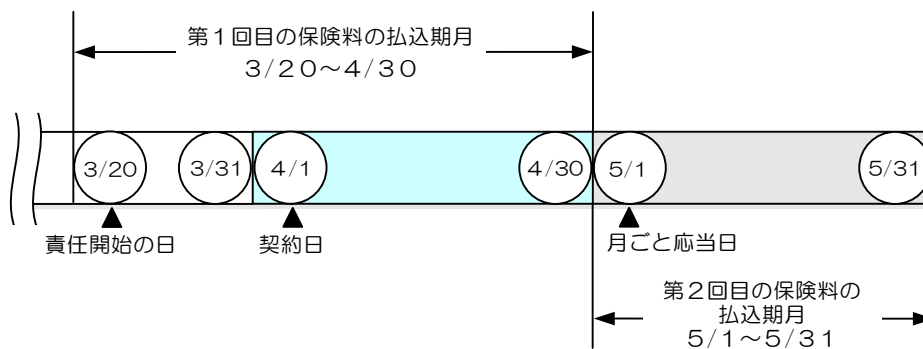 第１回目の保険料の払込期月
３/２０～４/３０
3/20
3/31
4/1
4/30
5/1
5/31
責任開始の日
契約日
月ごと応当日
第２回目の保険料の
払込期月
５/１～５/３１